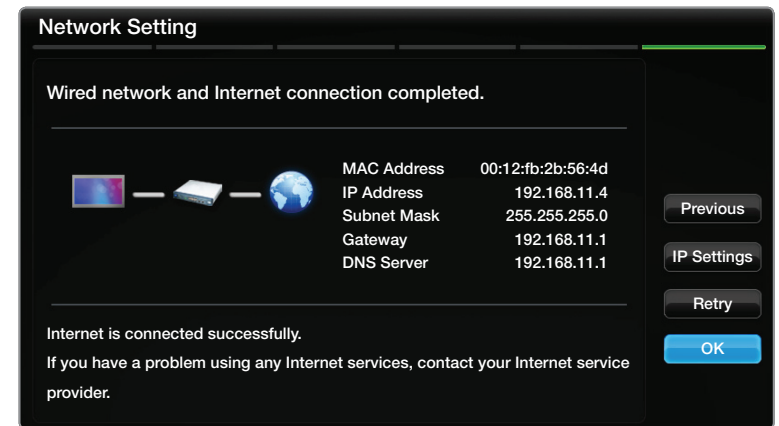 Network Setting
Wired network and Internet connection completed.
MAC Address 00:12:fb:2b:56:4d
IP Address 192.168.11.4
Subnet Mask 255.255.255.0
Gateway 192.168.11.1
DNS Server 192.168.11.1
Previous
IP Settings
Retry
OK
Internet is connected successfully.
If you have a problem using any Internet services, contact your Internet service
provider.